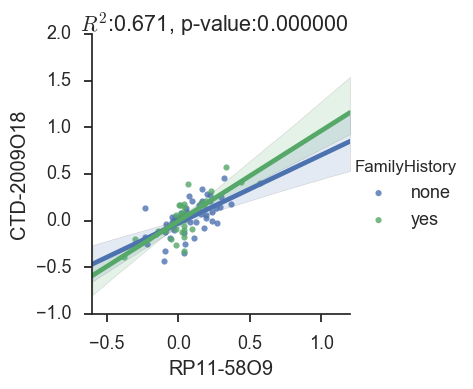 R²:0.671, p-value:0.000000
2.0
1.5
1.0
0.5
0.0
−0.5
−1.0
CTD-2009O18
−0.5 0.0 0.5 1.0
RP11-58O9
FamilyHistory
none
yes